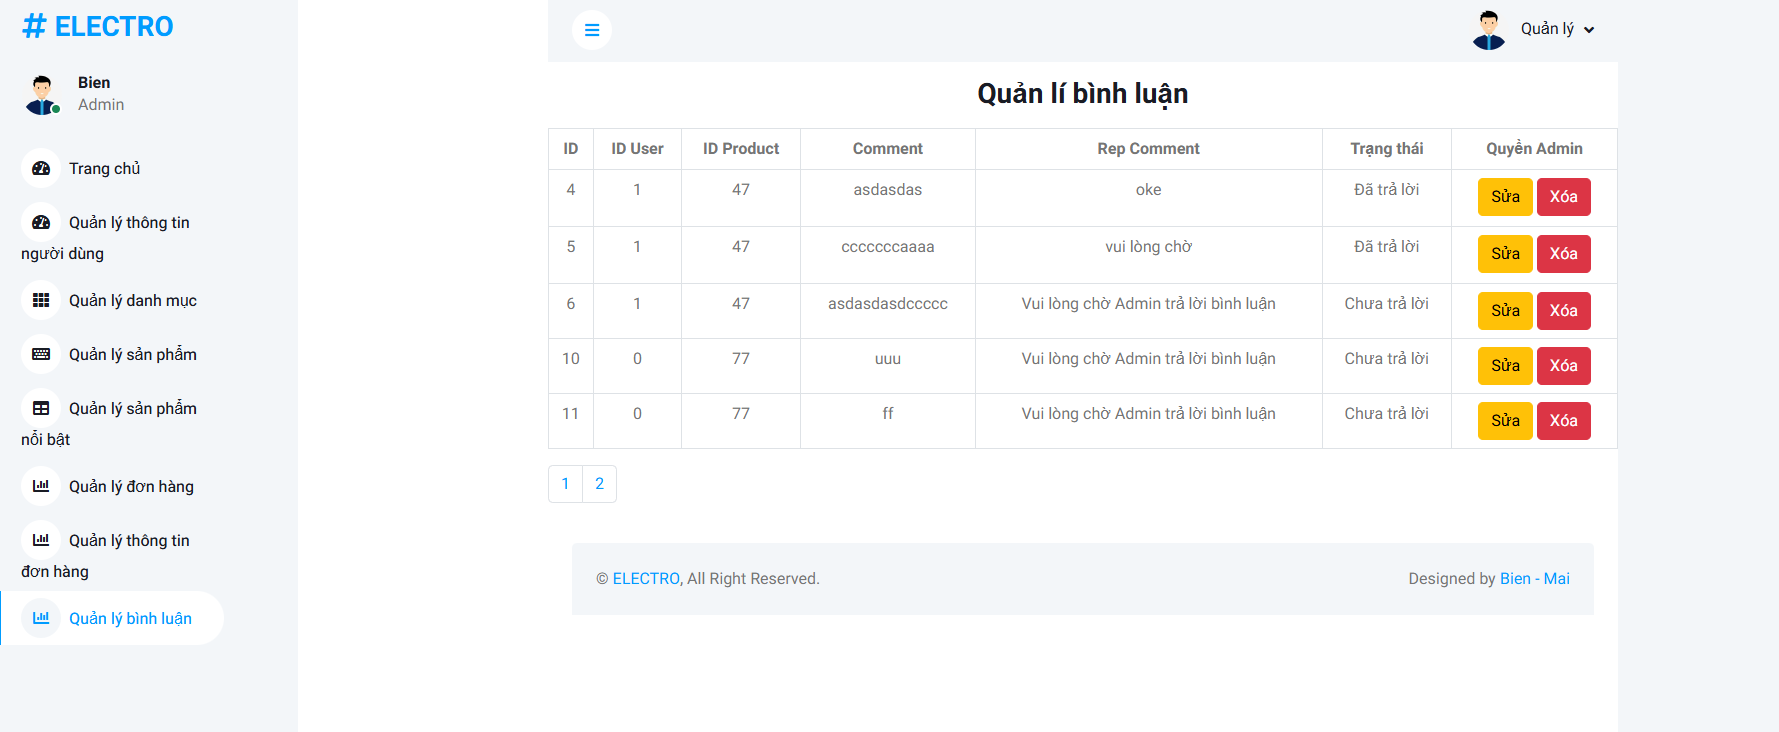 # ELECTRO
Bien
Admin
Trang chủ
Quản lý thông tin
người dùng
Quản lý danh mục
Quản lý sản phẩm
Quản lý sản phẩm
nổi bật
Quản lý đơn hàng
Quản lý thông tin
đơn hàng
Quản lý bình luận
Quản lý
Quản lí bình luận
ID ID User ID Product Comment Rep Comment Trạng thái Quyền Admin
4 1 47 asdasdas oke Đã trả lời Sửa Xóa
5 1 47 cccccccaaaa vui lòng chờ Đã trả lời Sửa Xóa
6 1 47 asdasdasdccccc Vui lòng chờ Admin trả lời bình luận Chưa trả lời Sửa Xóa
10 0 77 uuu Vui lòng chờ Admin trả lời bình luận Chưa trả lời Sửa Xóa
11 0 77 ff Vui lòng chờ Admin trả lời bình luận Chưa trả lời Sửa Xóa
1 2
© ELECTRO, All Right Reserved. Designed by Bien - Mai